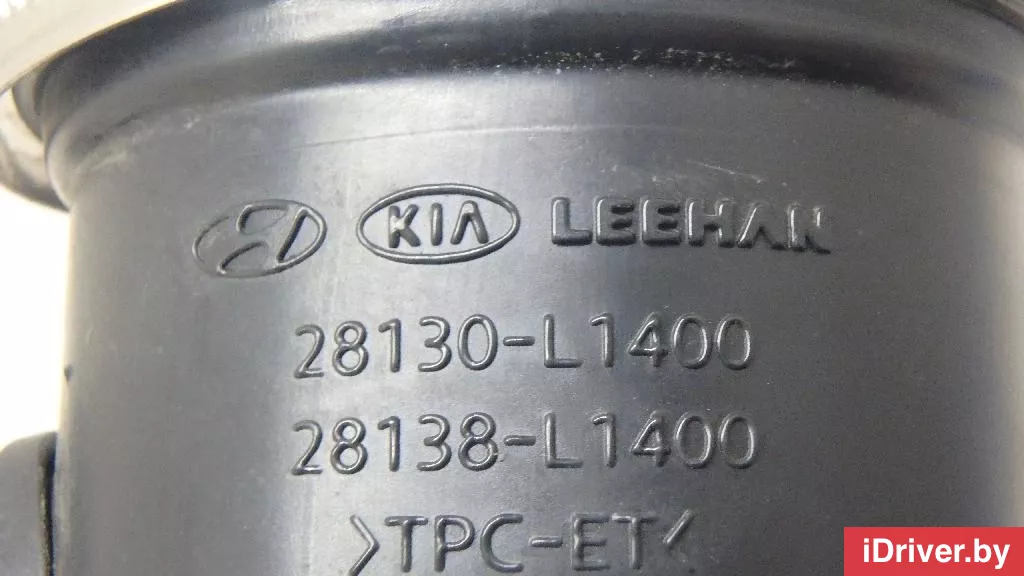 KIA LEEHAN
28130-L1400
28138-L1400
>TPC-ET<
iDriver.by